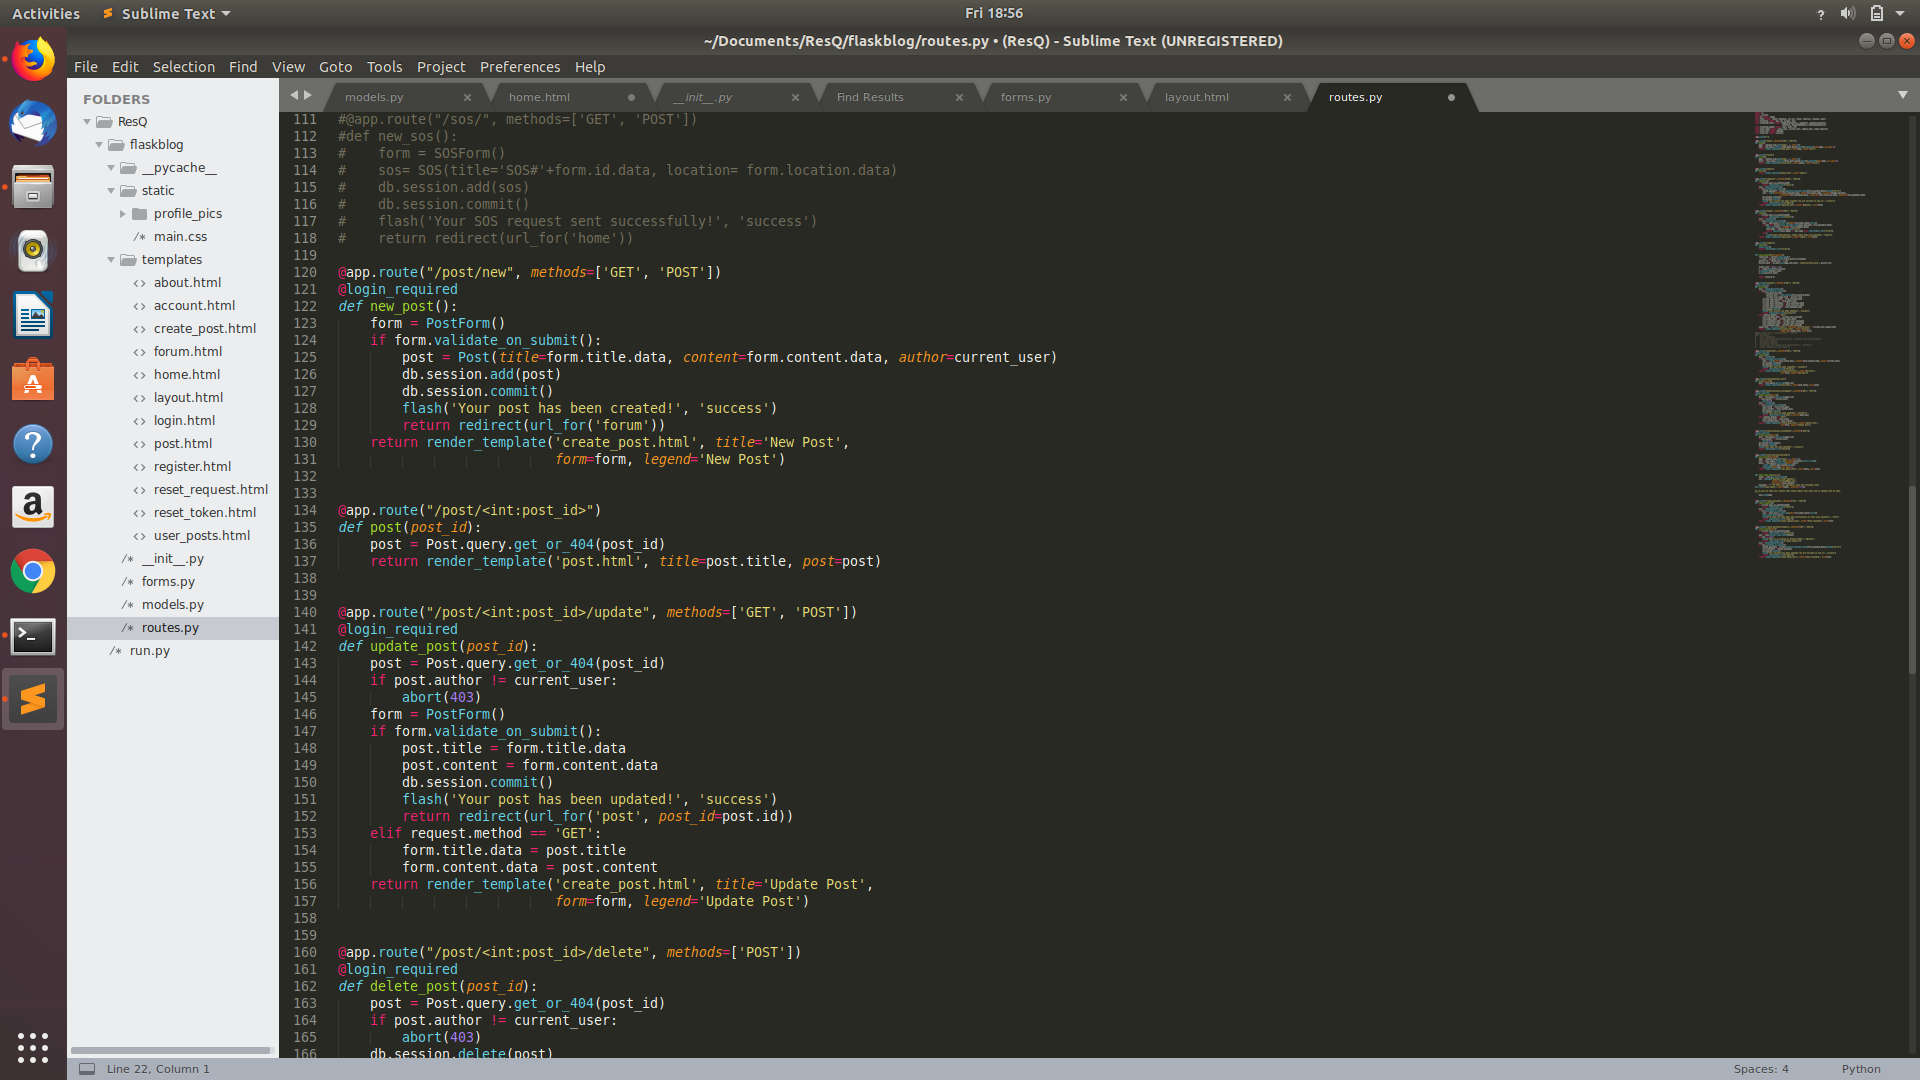 Activities
Sublime Text
Fri 18:56
~/Documents/ResQ/flaskblog/routes.py • (ResQ) - Sublime Text (UNREGISTERED)
File Edit Selection Find View Goto Tools Project Preferences Help
FOLDERS
ResQ
flaskblog
__pycache__
static
profile_pics
/* main.css
templates
<> about.html
<> account.html
<> create_post.html
<> forum.html
<> home.html
<> layout.html
<> login.html
<> post.html
<> register.html
<> reset_request.html
<> reset_token.html
<> user_posts.html
/* __init__.py
/* forms.py
/* models.py
/* routes.py
/* run.py
models.py × home.html __init__.py × Find Results × forms.py × layout.html × routes.py
111 #@app.route("/sos/", methods=['GET', 'POST'])
112 #def new_sos():
113 #    form = SOSForm()
114 #    sos= SOS(title='SOS#'+form.id.data, location= form.location.data)
115 #    db.session.add(sos)
116 #    db.session.commit()
117 #    flash('Your SOS request sent successfully!', 'success')
118 #    return redirect(url_for('home'))
119
120 @app.route("/post/new", methods=['GET', 'POST'])
121 @login_required
122 def new_post():
123     form = PostForm()
124     if form.validate_on_submit():
125         post = Post(title=form.title.data, content=form.content.data, author=current_user)
126         db.session.add(post)
127         db.session.commit()
128         flash('Your post has been created!', 'success')
129         return redirect(url_for('forum'))
130     return render_template('create_post.html', title='New Post',
131                            form=form, legend='New Post')
132
133
134 @app.route("/post/<int:post_id>")
135 def post(post_id):
136     post = Post.query.get_or_404(post_id)
137     return render_template('post.html', title=post.title, post=post)
138
139
140 @app.route("/post/<int:post_id>/update", methods=['GET', 'POST'])
141 @login_required
142 def update_post(post_id):
143     post = Post.query.get_or_404(post_id)
144     if post.author != current_user:
145         abort(403)
146     form = PostForm()
147     if form.validate_on_submit():
148         post.title = form.title.data
149         post.content = form.content.data
150         db.session.commit()
151         flash('Your post has been updated!', 'success')
152         return redirect(url_for('post', post_id=post.id))
153     elif request.method == 'GET':
154         form.title.data = post.title
155         form.content.data = post.content
156     return render_template('create_post.html', title='Update Post',
157                            form=form, legend='Update Post')
158
159
160 @app.route("/post/<int:post_id>/delete", methods=['POST'])
161 @login_required
162 def delete_post(post_id):
163     post = Post.query.get_or_404(post_id)
164     if post.author != current_user:
165         abort(403)
166     db.session.delete(post)
Line 22, Column 1
Spaces: 4
Python